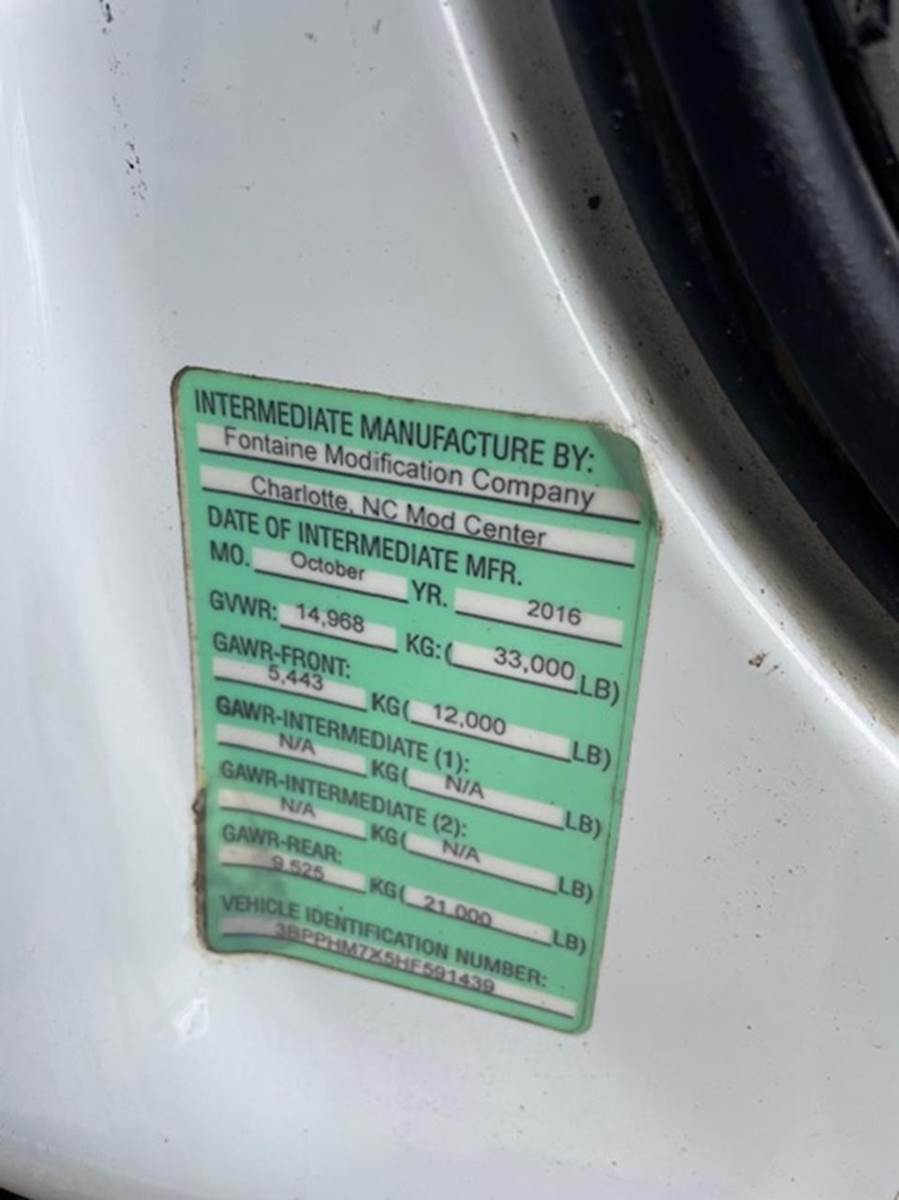 INTERMEDIATE MANUFACTURE BY:
Fontaine Modification Company
Charlotte, NC Mod Center
DATE OF INTERMEDIATE MFR.
MO. October YR. 2016
GVWR: 14,968 KG:( 33,000 LB)
GAWR-FRONT:
5,443 KG( 12,000 LB)
GAWR-INTERMEDIATE (1):
N/A KG( N/A LB)
GAWR-INTERMEDIATE (2):
N/A KG( N/A LB)
GAWR-REAR:
9,525 KG( 21,000 LB)
VEHICLE IDENTIFICATION NUMBER:
3BPPHM7X5HF591439